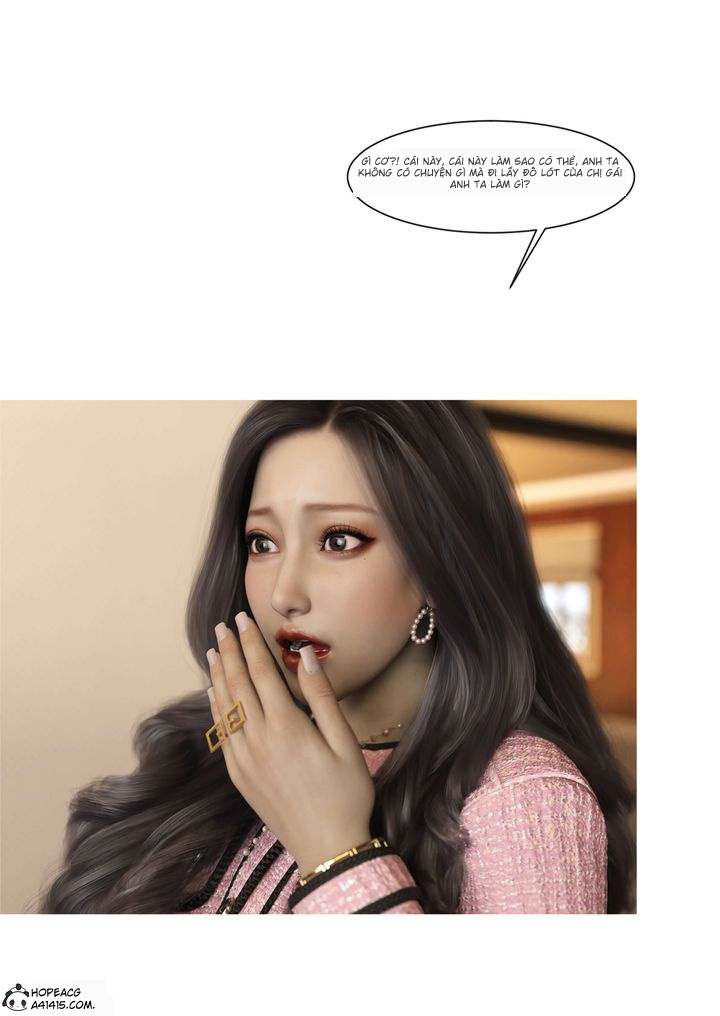 GÌ CƠ?! CÁI NÀY, CÁI NÀY LÀM SAO CÓ THỂ, ANH TA
KHÔNG CÓ CHUYỆN GÌ MÀ ĐI LẤY ĐỒ LÓT CỦA CHỊ GÁI
ANH TA LÀM GÌ?
HOPEACG
A41415.COM.